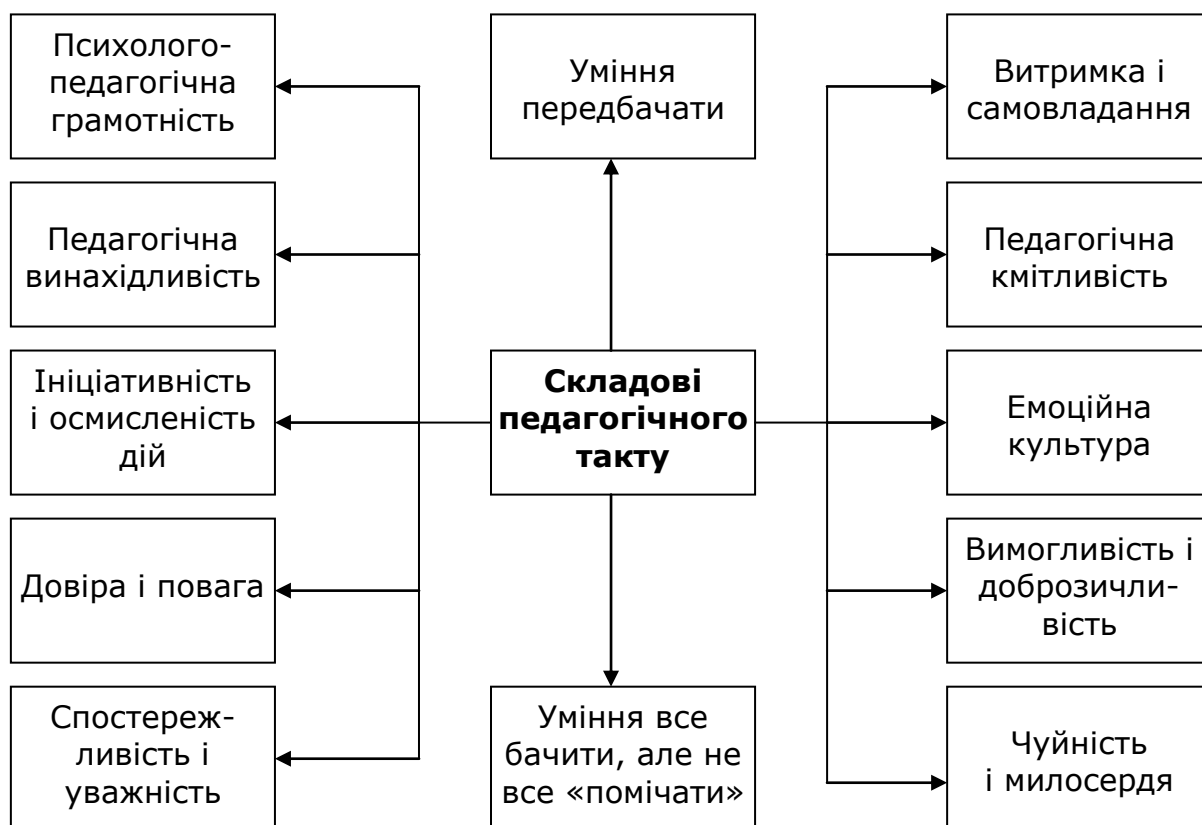 Психолого-
педагогічна
грамотність
Уміння
передбачати
Витримка і
самовладання
Педагогічна
винахідливість
Педагогічна
кмітливість
Ініціативність
і осмисленість
дій
Складові
педагогічного
такту
Емоційна
культура
Довіра і повага
Вимогливість і
доброзичли-
вість
Спостереж-
ливість і
уважність
Уміння все
бачити, але не
все «помічати»
Чуйність
і милосердя